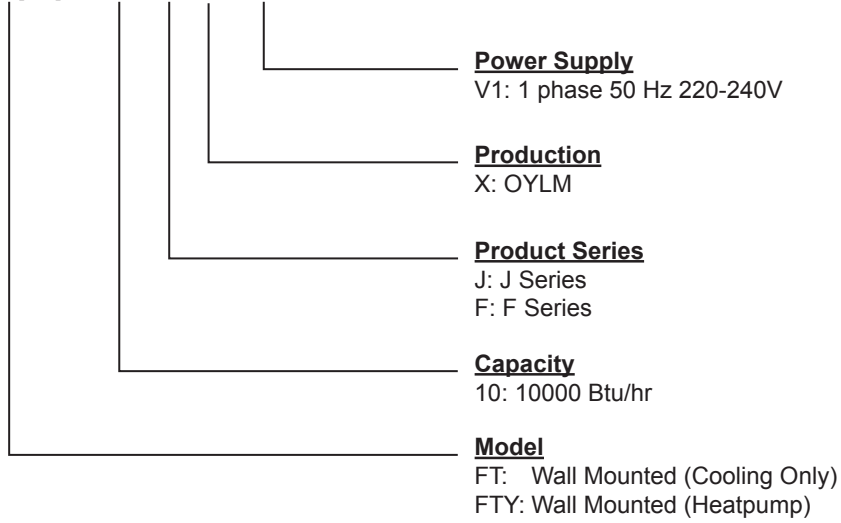 Power Supply
V1: 1 phase 50 Hz 220-240V
Production
X: OYLM
Product Series
J: J Series
F: F Series
Capacity
10: 10000 Btu/hr
Model
FT: Wall Mounted (Cooling Only)
FTY: Wall Mounted (Heatpump)